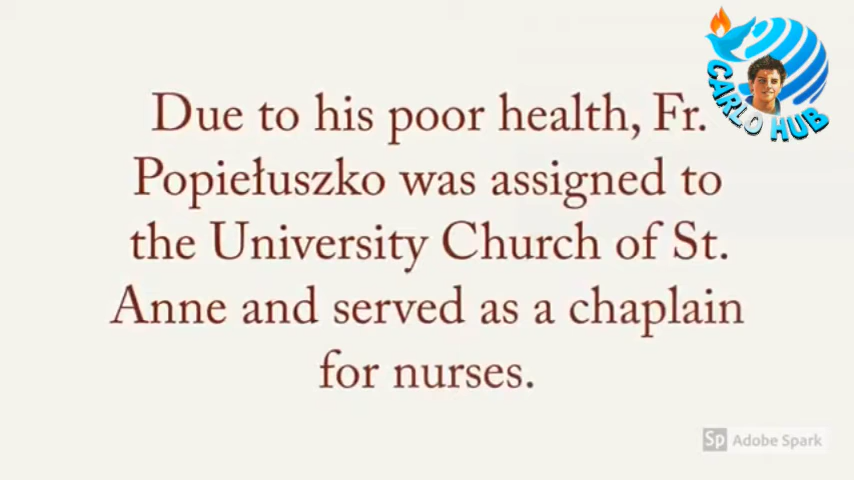 Due to his poor health, Fr.
Popiełuszko was assigned to
the University Church of St.
Anne and served as a chaplain
for nurses.
CARLO HUB
Sp Adobe Spark